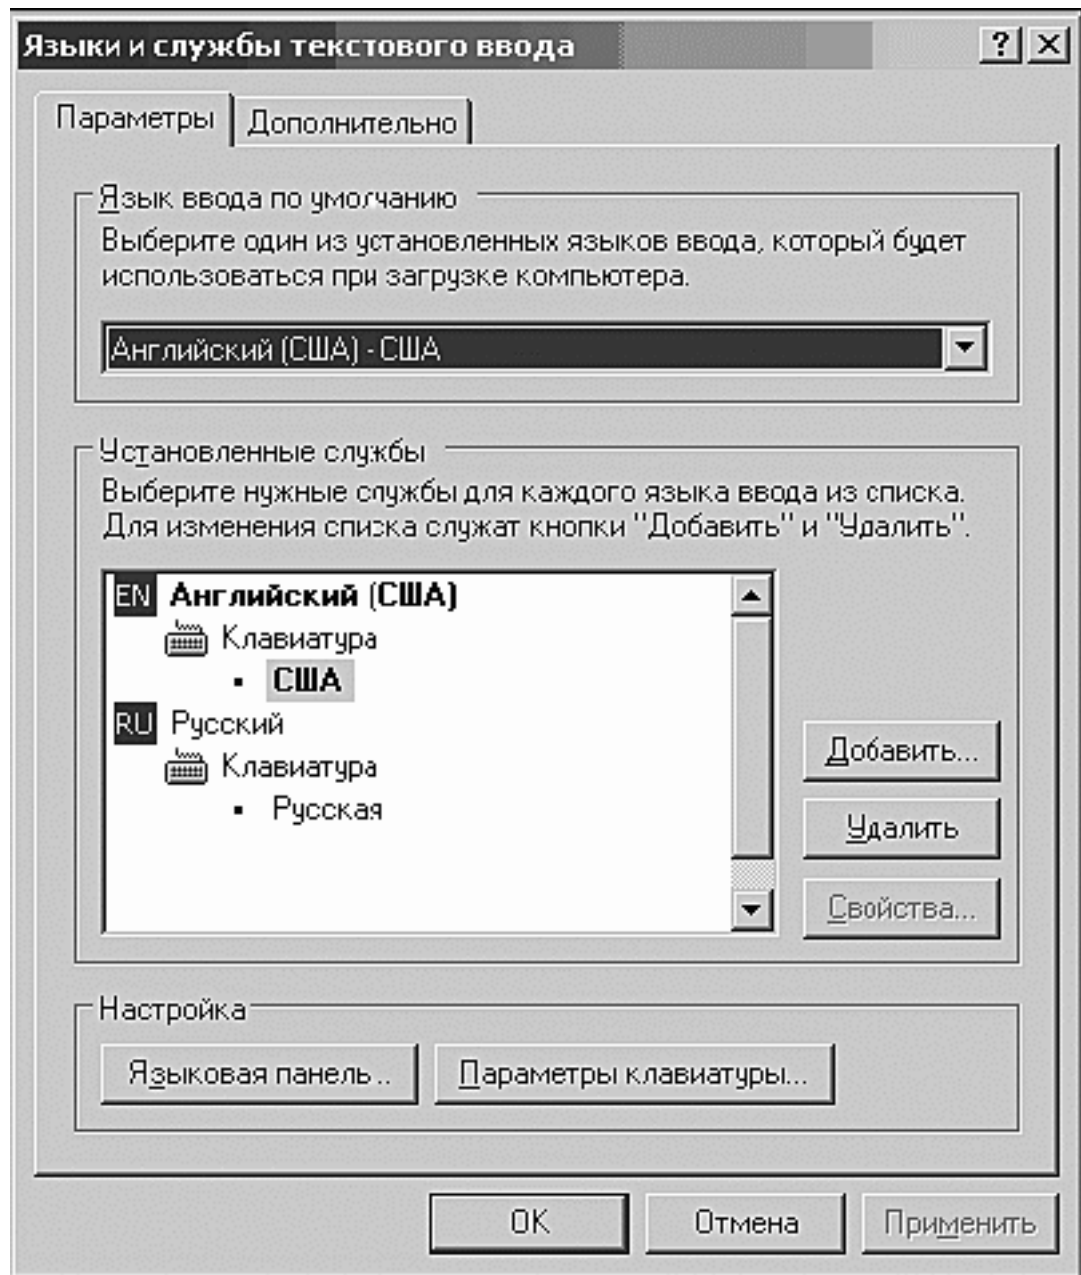 Языки и службы текстового ввода
? ×
Параметры
Дополнительно
Язык ввода по умолчанию
Выберите один из установленных языков ввода, который будет
использоваться при загрузке компьютера.
Английский (США) - США
Установленные службы
Выберите нужные службы для каждого языка ввода из списка.
Для изменения списка служат кнопки "Добавить" и "Удалить".
EN Английский (США)
Клавиатура
▪ США
RU Русский
Клавиатура
▪ Русская
Добавить...
Удалить
Свойства...
Настройка
Языковая панель...
Параметры клавиатуры...
OK
Отмена
Применить